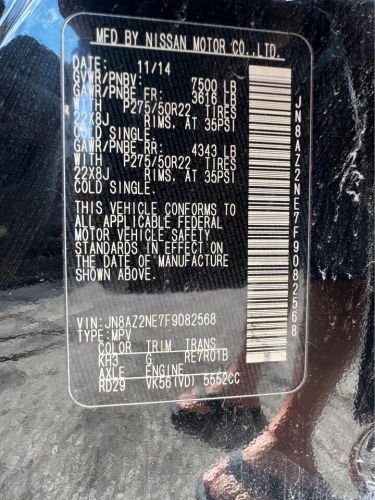 MFD BY NISSAN MOTOR CO.,LTD.
DATE: 11/14
GVWR/PNBV: 7500 LB
GAWR/PNBE FR: 3616 LB
WITH P275/50R22 TIRES
22X8J RIMS, AT 35PSI
COLD SINGLE.
GAWR/PNBE RR: 4343 LB
WITH P275/50R22 TIRES
22X8J RIMS, AT 35PSI
COLD SINGLE.
THIS VEHICLE CONFORMS TO
ALL APPLICABLE FEDERAL
MOTOR VEHICLE SAFETY
STANDARDS IN EFFECT ON
THE DATE OF MANUFACTURE
SHOWN ABOVE.
VIN:JN8AZ2NE7F9082568
TYPE:MPV
COLOR TRIM TRANS
KH3 G RE7R01B
AXLE ENGINE
RD29 VK56(VD) 5552CC
JN8AZ2NE7F9082568